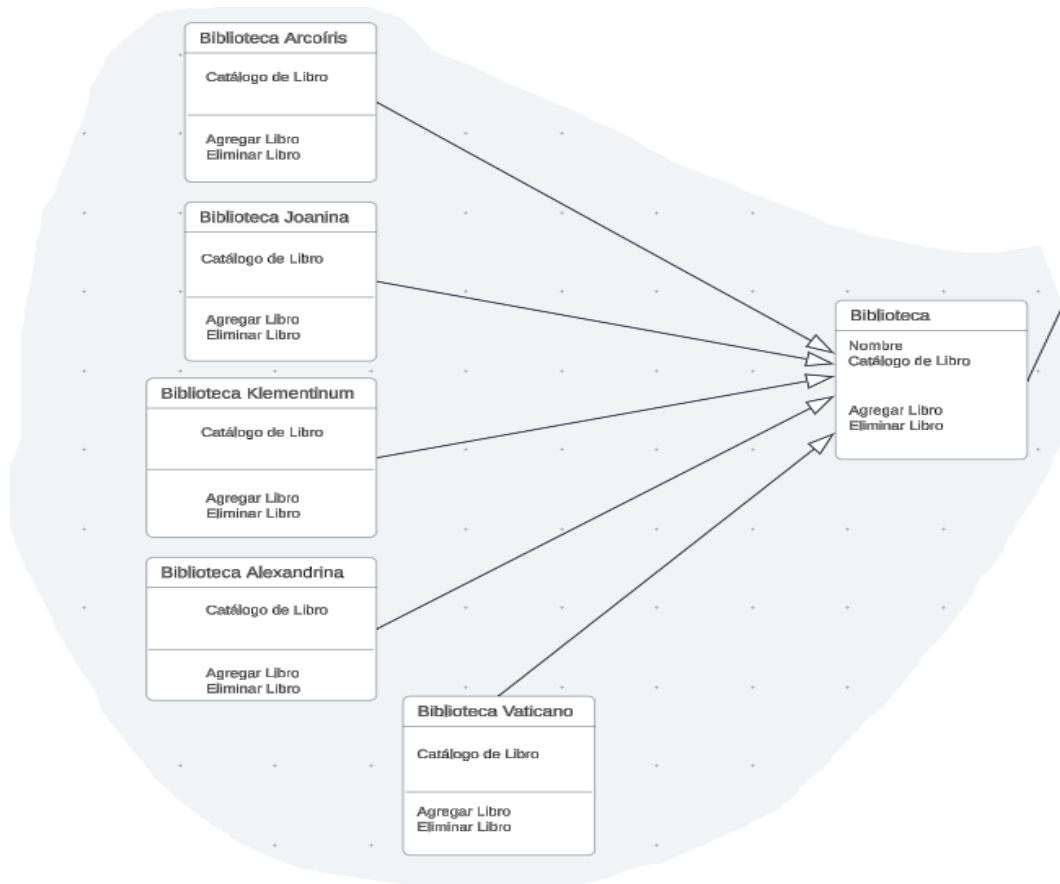 Biblioteca Arcoíris
Catálogo de Libro
Agregar Libro
Eliminar Libro
Biblioteca Joanina
Catálogo de Libro
Agregar Libro
Eliminar Libro
Biblioteca Klementinum
Catálogo de Libro
Agregar Libro
Eliminar Libro
Biblioteca Alexandrina
Catálogo de Libro
Agregar Libro
Eliminar Libro
Biblioteca Vaticano
Catálogo de Libro
Agregar Libro
Eliminar Libro
Biblioteca
Nombre
Catálogo de Libro
Agregar Libro
Eliminar Libro